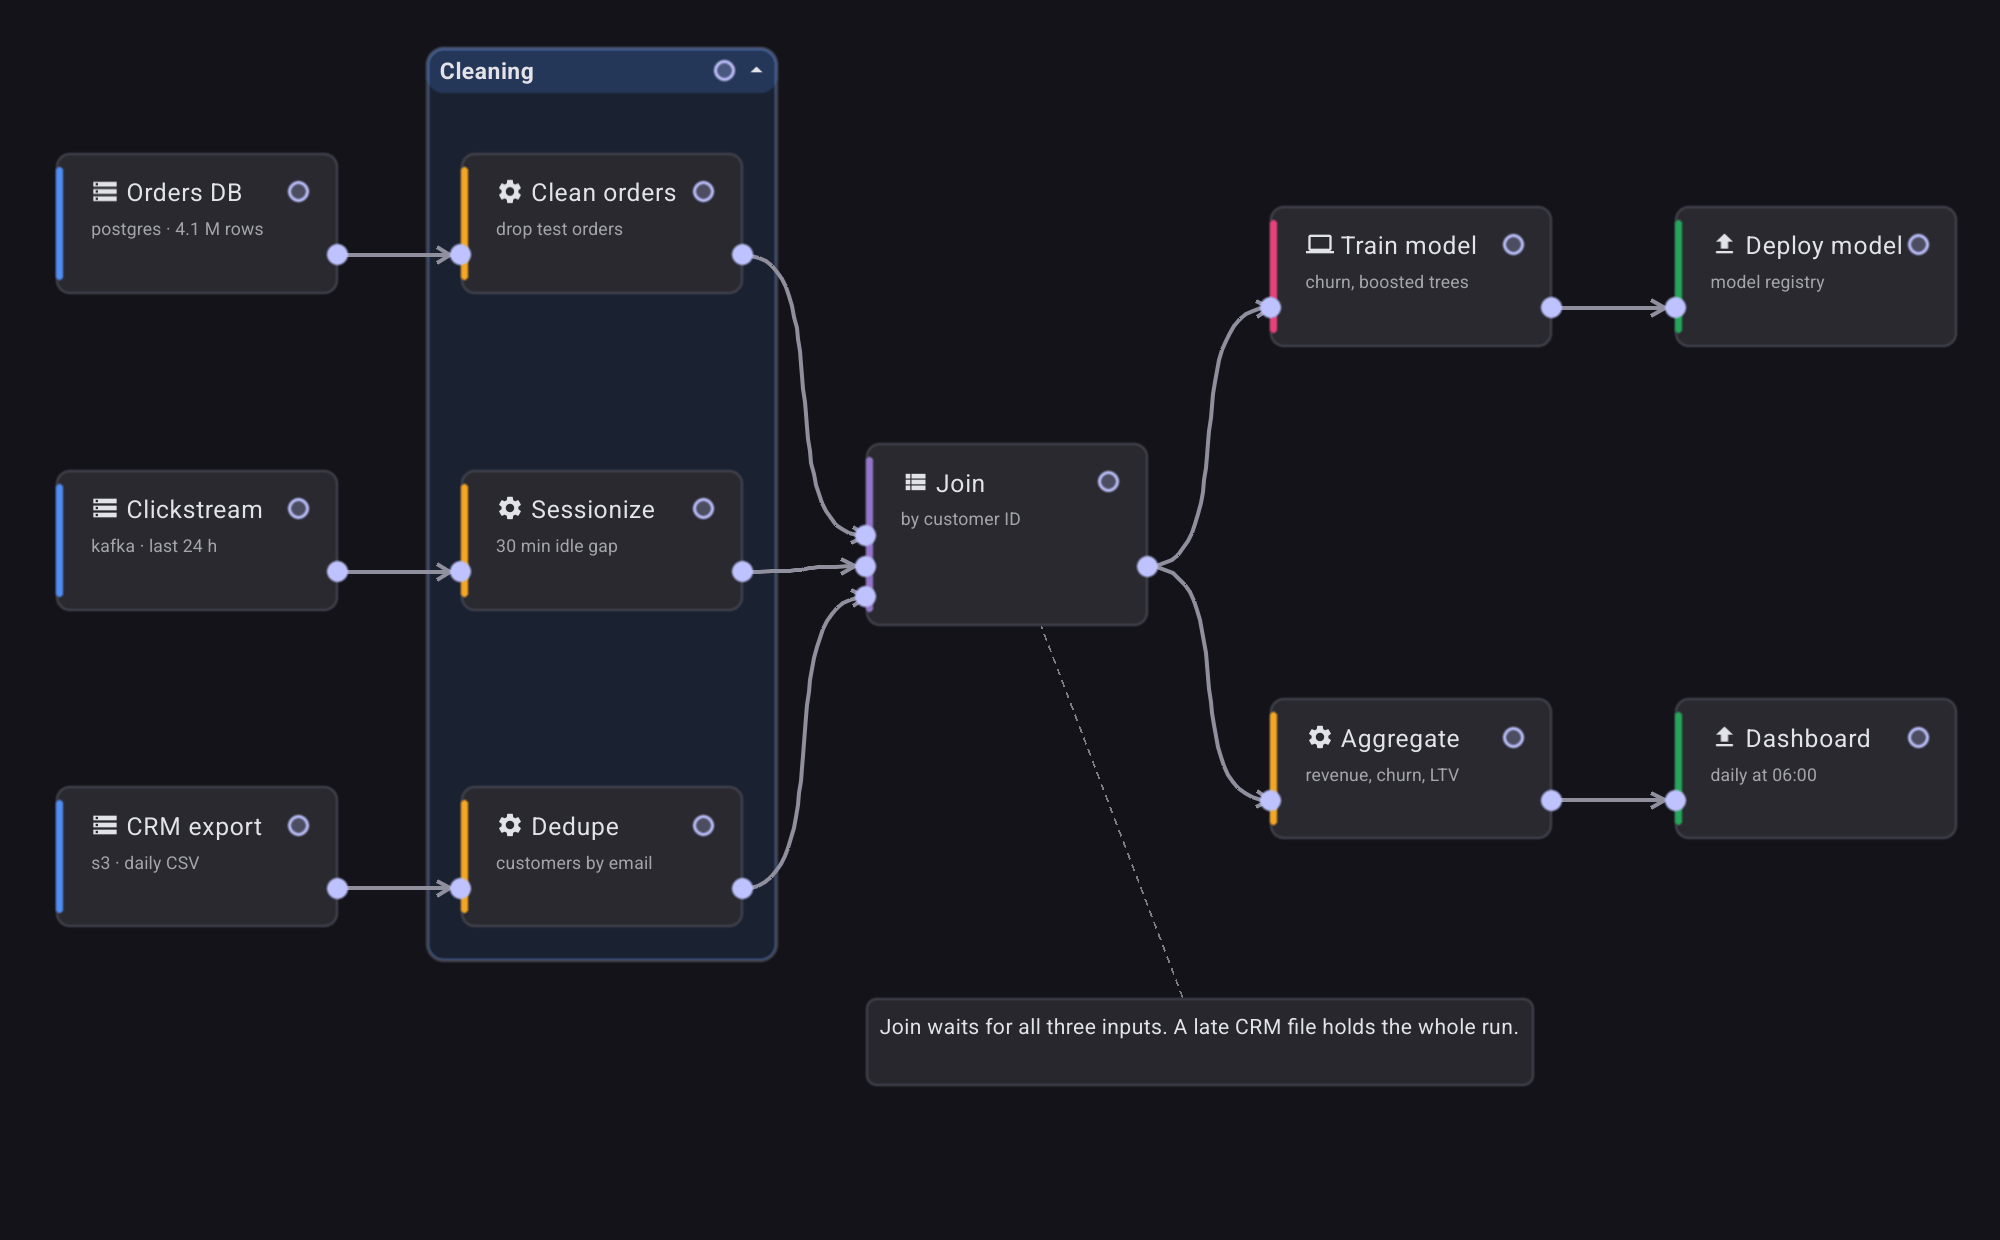 Cleaning
Orders DB
postgres · 4.1 M rows
Clean orders
drop test orders
Clickstream
kafka · last 24 h
Sessionize
30 min idle gap
CRM export
s3 · daily CSV
Dedupe
customers by email
Join
by customer ID
Train model
churn, boosted trees
Deploy model
model registry
Aggregate
revenue, churn, LTV
Dashboard
daily at 06:00
Join waits for all three inputs. A late CRM file holds the whole run.